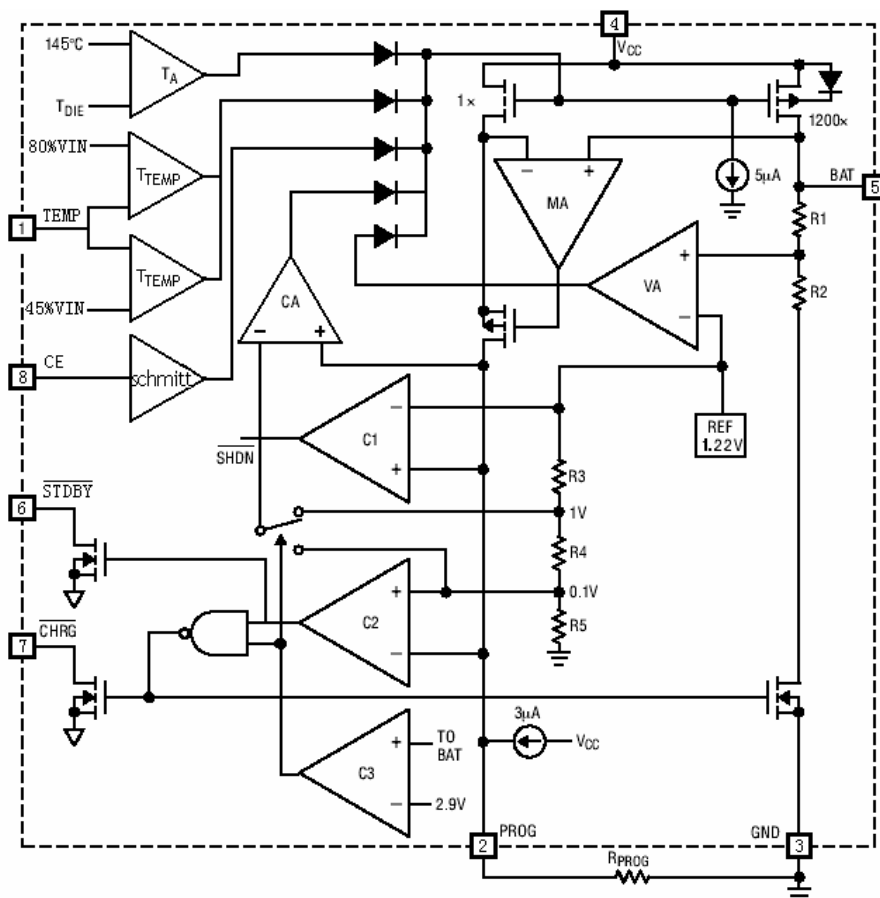 4
145°C
VCC
TA
TDIE
1×
1200×
80%VIN
TTEMP
− +
MA
5μA
BAT
5
1
TEMP
R1
TTEMP
+
VA
−
R2
CA
− +
45%VIN
8
CE
schmitt
−
C1
+
SHDN
REF
1.22V
R3
6
STDBY
1V
R4
+
C2
−
0.1V
R5
7
CHRG
3μA
VCC
+
C3
−
TO
BAT
2.9V
2
PROG
GND
3
RPROG